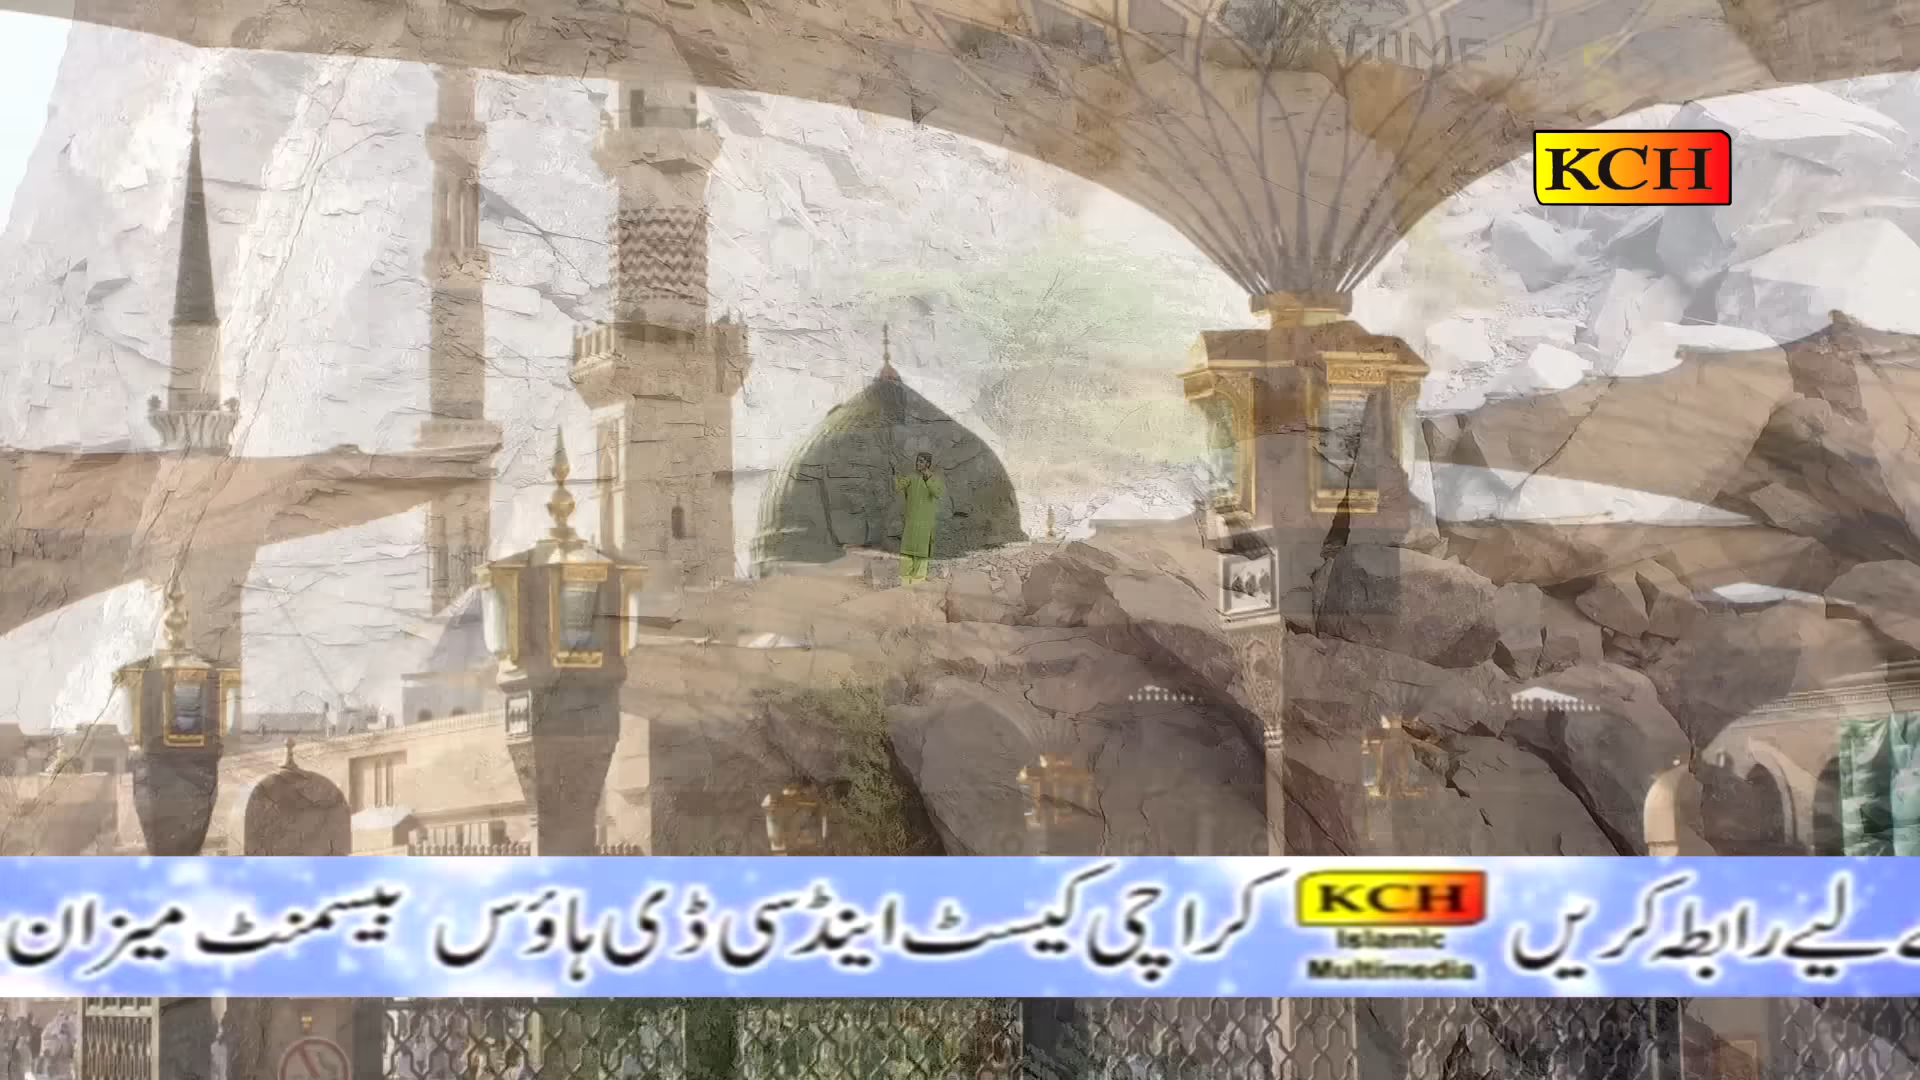 KCH
ے لیے رابطہ کریں KCH کراچی کیسٹ اینڈ سی ڈی ہاؤس بیسمنٹ میزان
Islamic
Multimedia